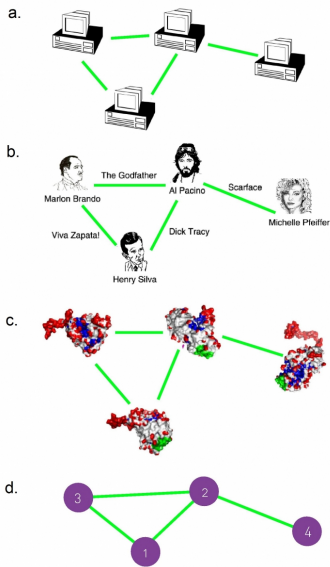 a.
b.
The Godfather
Marlon Brando
Al Pacino
Scarface
Michelle Pfeiffer
Viva Zapata!
Dick Tracy
Henry Silva
c.
d.
3
2
4
1